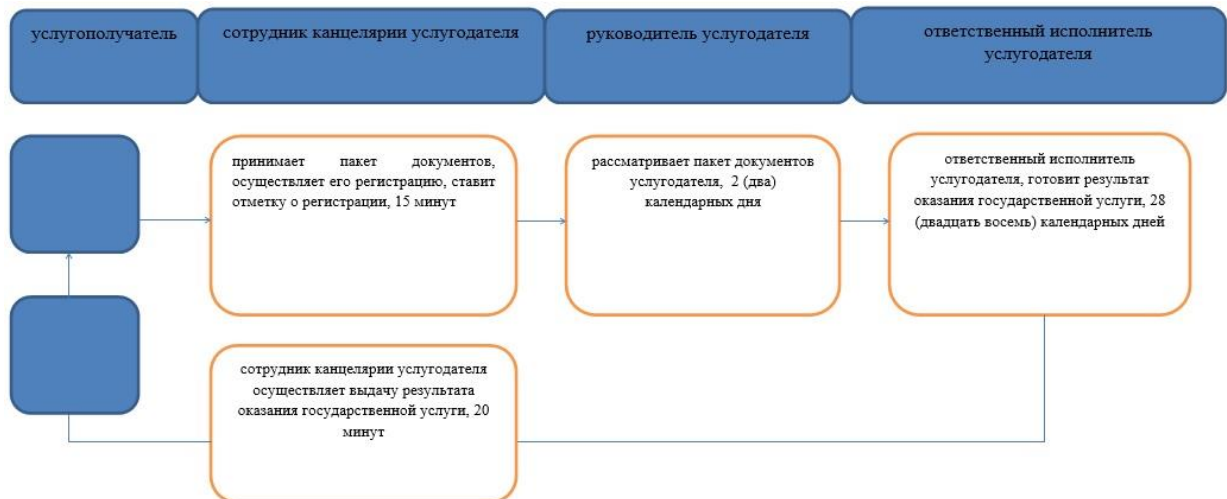 услугополучатель
сотрудник канцелярии услугодателя
руководитель услугодателя
ответственный исполнитель
услугодателя
принимает пакет документов,
осуществляет его регистрацию, ставит
отметку о регистрации, 15 минут
рассматривает пакет документов
услугодателя, 2 (два)
календарных дня
ответственный исполнитель
услугодателя, готовит результат
оказания государственной услуги, 28
(двадцать восемь) календарных дней
сотрудник канцелярии услугодателя
осуществляет выдачу результата
оказания государственной услуги, 20
минут